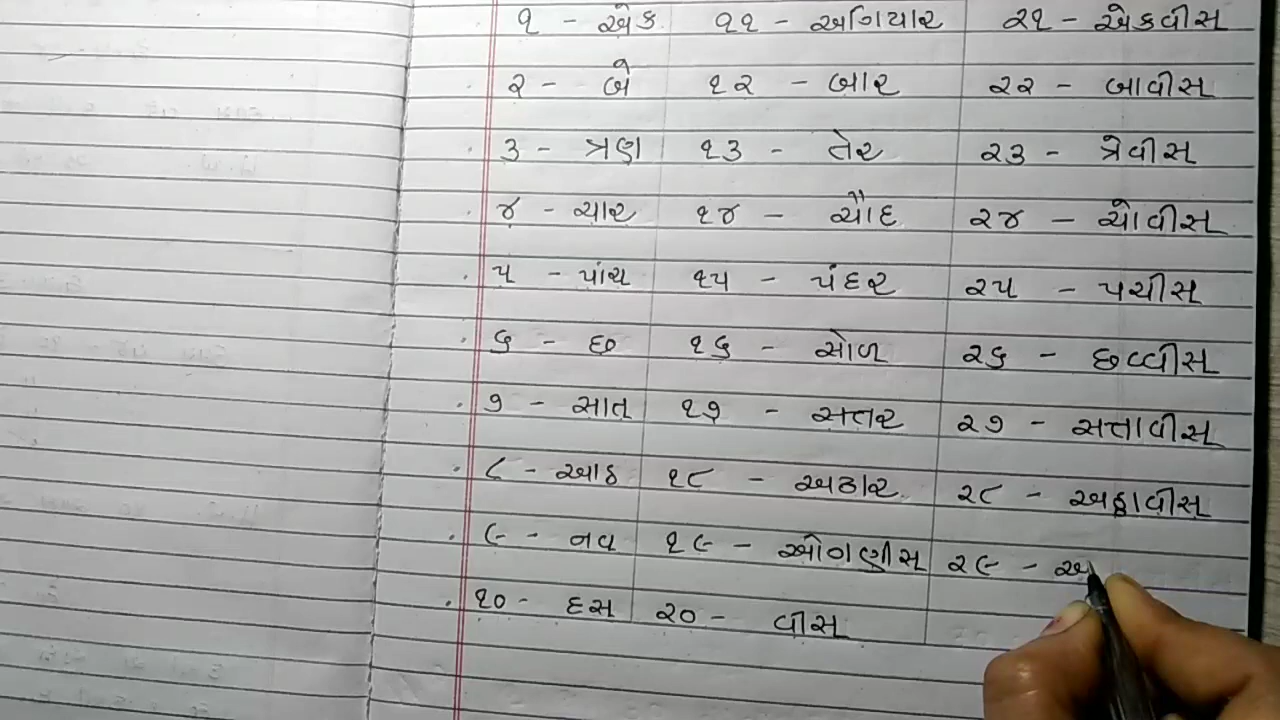 ૧ - એક ૧૧ - અગિયાર ૨૧ - એકવીસ
૨ - બે ૧૨ - બાર ૨૨ - બાવીસ
૩ - ત્રણ ૧૩ - તેર ૨૩ - ત્રેવીસ
૪ - ચાર ૧૪ - ચૌદ ૨૪ - ચોવીસ
૫ - પાંચ ૧૫ - પંદર ૨૫ - પચીસ
૬ - છ ૧૬ - સોળ ૨૬ - છવ્વીસ
૭ - સાત ૧૭ - સત્તર ૨૭ - સત્તાવીસ
૮ - આઠ ૧૮ - અઢાર ૨૮ - અઠ્ઠાવીસ
૯ - નવ ૧૯ - ઓગણીસ ૨૯ -
૧૦ - દસ ૨૦ - વીસ